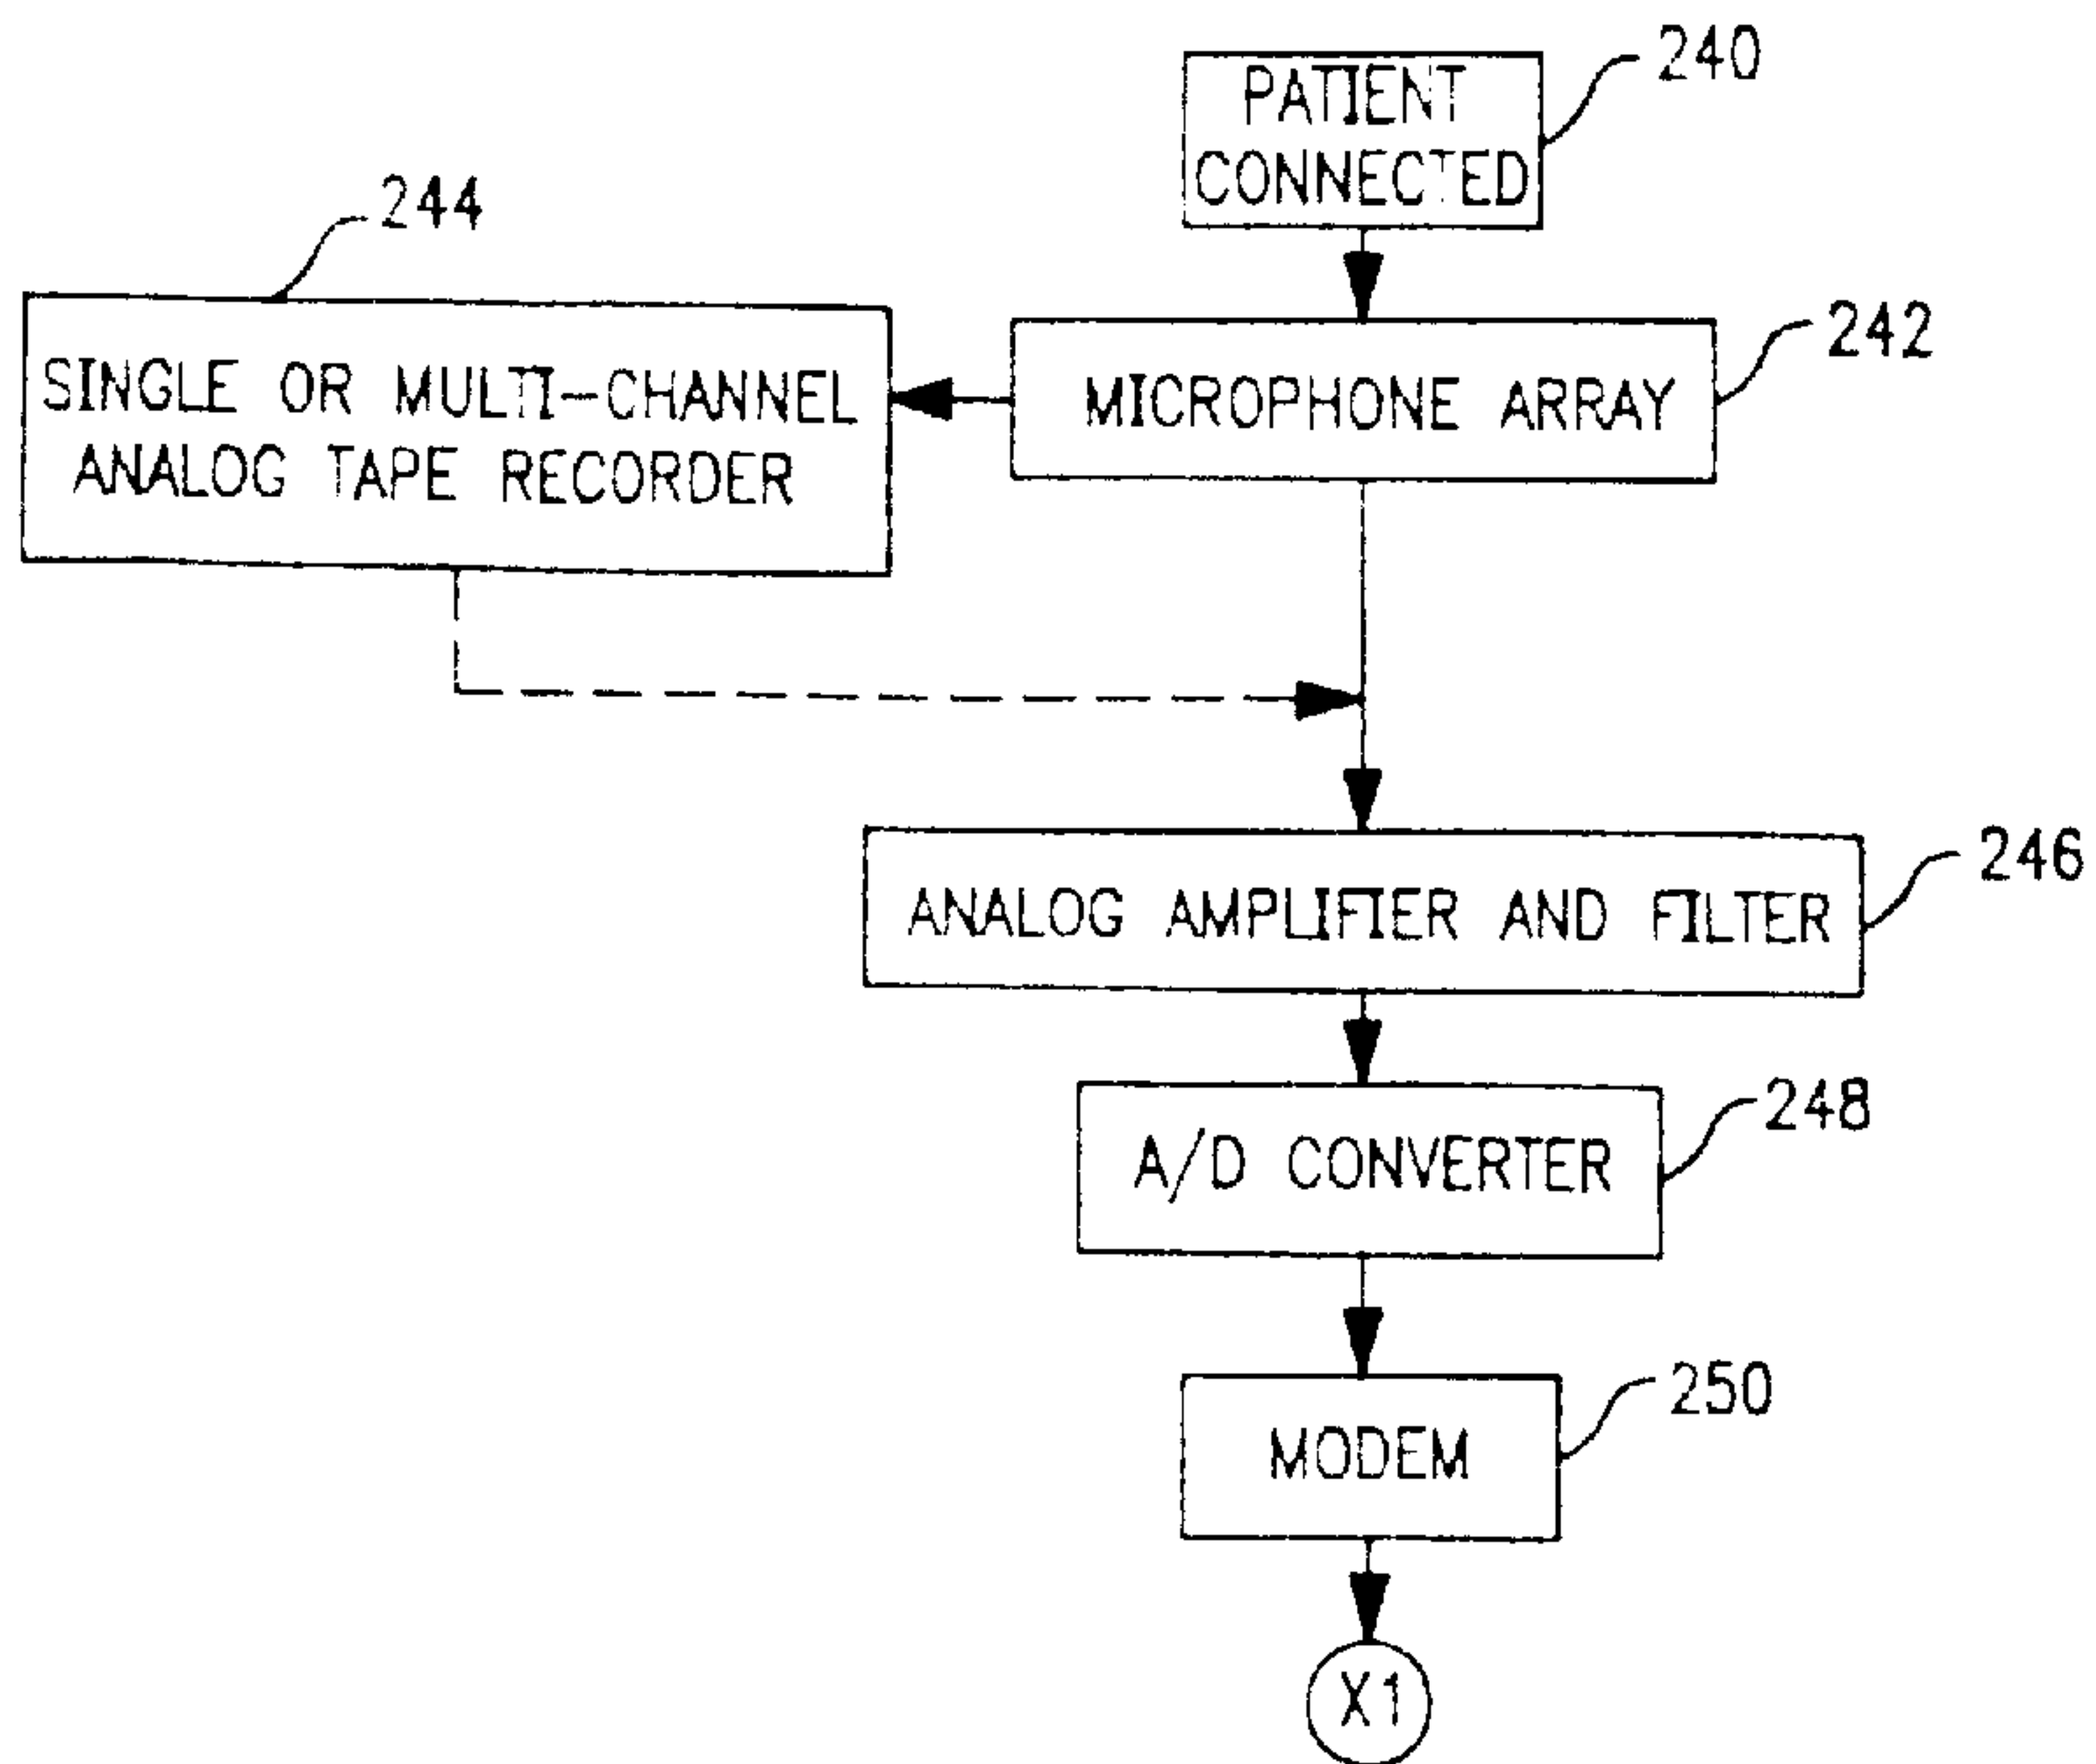 240
PATIENT
CONNECTED
244
242
SINGLE OR MULTI-CHANNEL
ANALOG TAPE RECORDER
MICROPHONE ARRAY
246
ANALOG AMPLIFIER AND FILTER
248
A/D CONVERTER
250
MODEM
X1